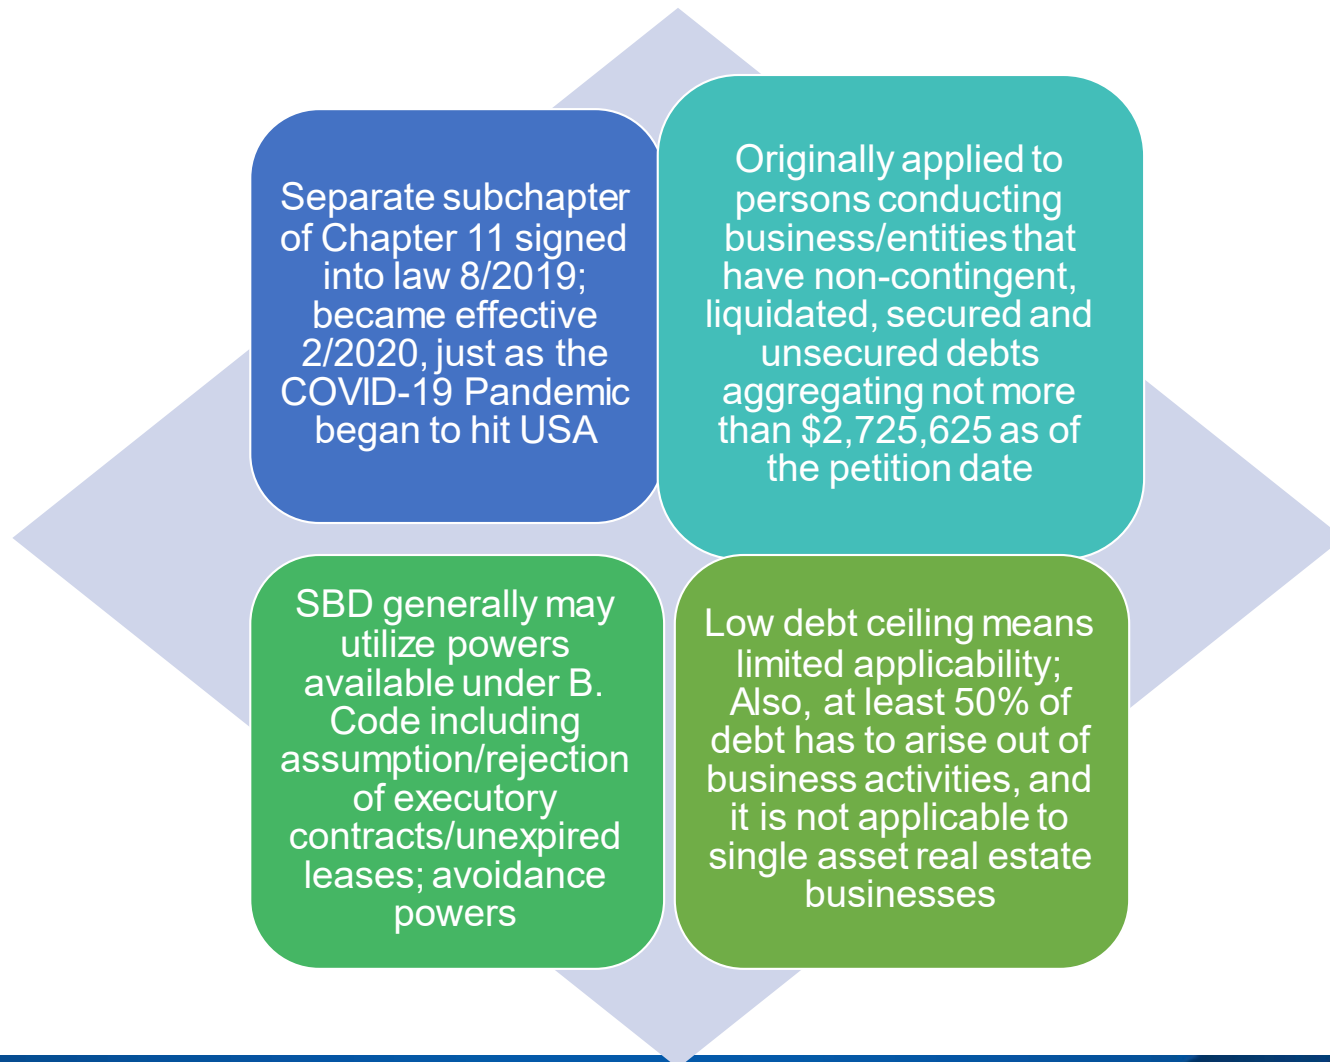 Separate subchapter
of Chapter 11 signed
into law 8/2019;
became effective
2/2020, just as the
COVID-19 Pandemic
began to hit USA
Originally applied to
persons conducting
business/entities that
have non-contingent,
liquidated, secured and
unsecured debts
aggregating not more
than $2,725,625 as of
the petition date
SBD generally may
utilize powers
available under B.
Code including
assumption/rejection
of executory
contracts/unexpired
leases; avoidance
powers
Low debt ceiling means
limited applicability;
Also, at least 50% of
debt has to arise out of
business activities, and
it is not applicable to
single asset real estate
businesses